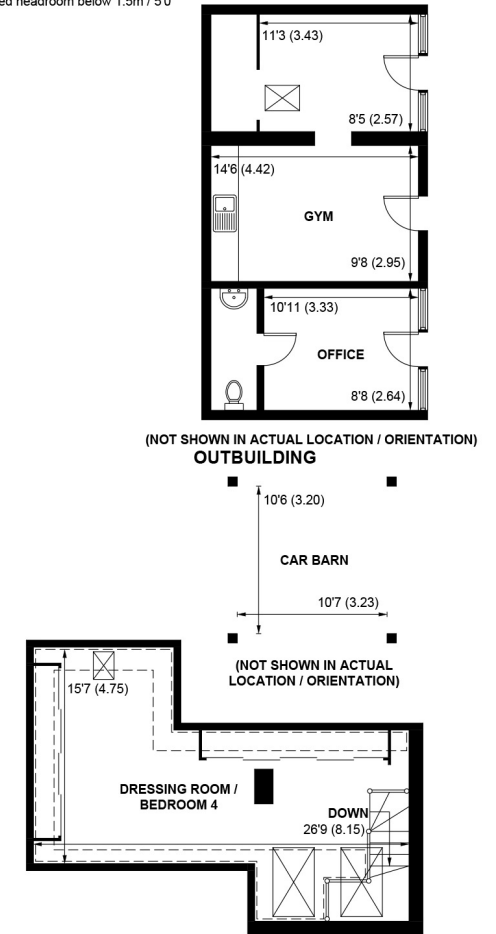 ed headroom below 1.5m / 5'0
11'3 (3.43)
8'5 (2.57)
14'6 (4.42)
GYM
9'8 (2.95)
10'11 (3.33)
OFFICE
8'8 (2.64)
(NOT SHOWN IN ACTUAL LOCATION / ORIENTATION)
OUTBUILDING
10'6 (3.20)
CAR BARN
10'7 (3.23)
(NOT SHOWN IN ACTUAL
LOCATION / ORIENTATION)
15'7 (4.75)
DRESSING ROOM /
BEDROOM 4
DOWN
26'9 (8.15)